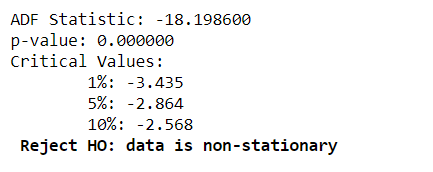 ADF Statistic: -18.198600
p-value: 0.000000
Critical Values:
1%: -3.435
5%: -2.864
10%: -2.568
Reject HO: data is non-stationary